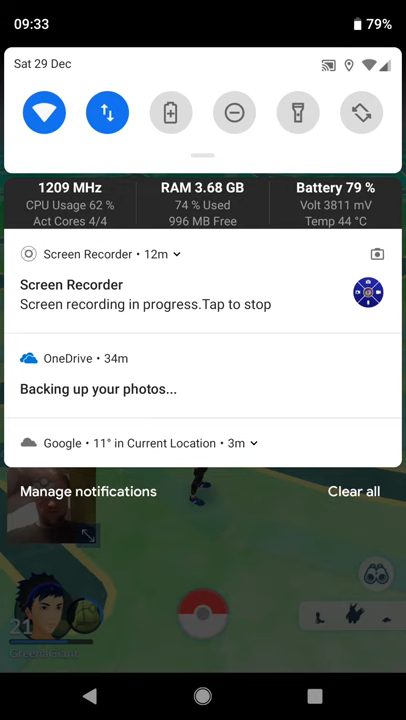 09:33 79%
Sat 29 Dec
1209 MHz RAM 3.68 GB Battery 79 %
CPU Usage 62 % 74 % Used Volt 3811 mV
Act Cores 4/4 996 MB Free Temp 44 °C
Screen Recorder • 12m
Screen Recorder
Screen recording in progress.Tap to stop
OneDrive • 34m
Backing up your photos...
Google • 11° in Current Location • 3m
Manage notifications Clear all
21